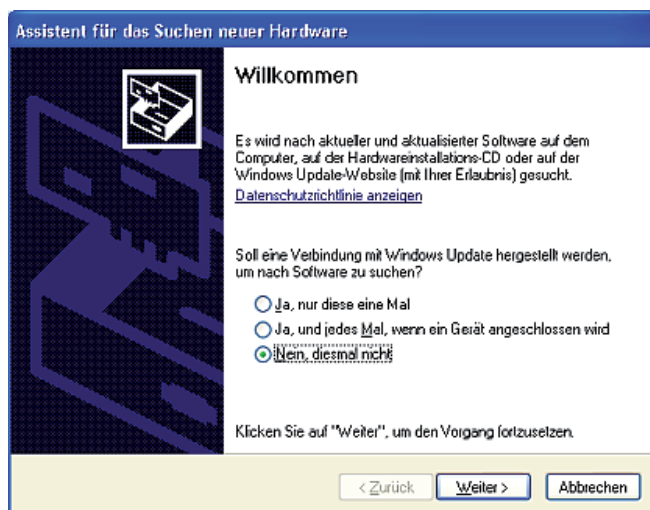 Assistent für das Suchen neuer Hardware
Willkommen
Es wird nach aktueller und aktualisierter Software auf dem
Computer, auf der Hardwareinstallations-CD oder auf der
Windows Update-Website (mit Ihrer Erlaubnis) gesucht.
Datenschutzrichtlinie anzeigen
Soll eine Verbindung mit Windows Update hergestellt werden,
um nach Software zu suchen?
Ja, nur diese eine Mal
Ja, und jedes Mal, wenn ein Gerät angeschlossen wird
Nein, diesmal nicht
Klicken Sie auf "Weiter", um den Vorgang fortzusetzen.
< Zurück Weiter > Abbrechen